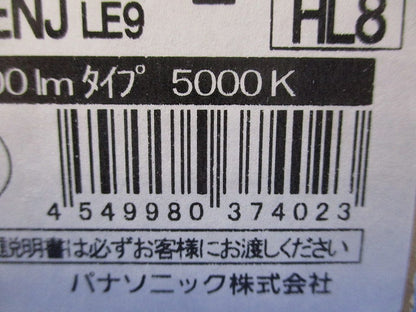 ENJ LE9
HL8
00 lm タイプ 5000K
4 549980 374023
説明書は必ずお客様にお渡しください
パナソニック株式会社